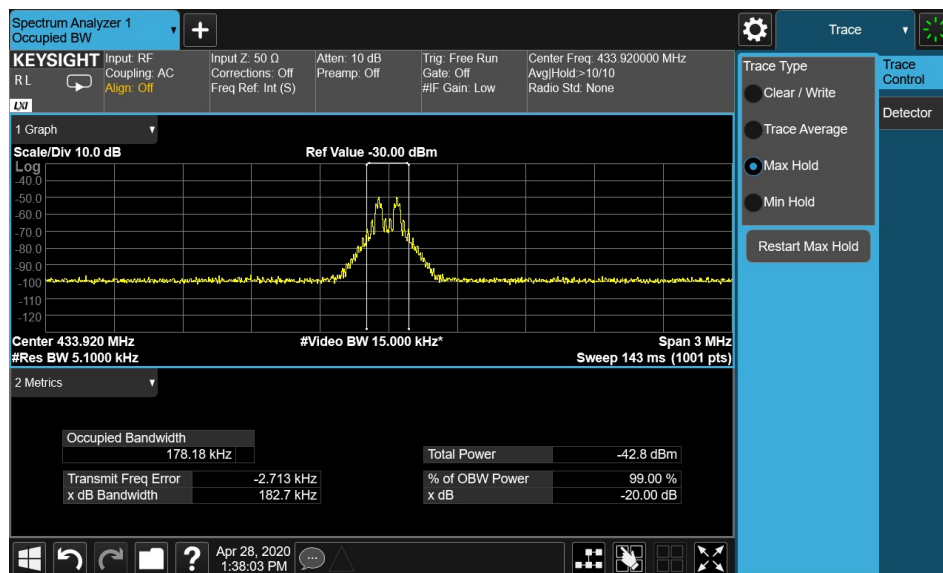 Spectrum Analyzer 1
Occupied BW
+
Trace
KEYSIGHT
R L
LXI
Input: RF
Coupling: AC
Align: Off
Input Z: 50 Ω
Corrections: Off
Freq Ref: Int (S)
Atten: 10 dB
Preamp: Off
Trig: Free Run
Gate: Off
#IF Gain: Low
Center Freq: 433.920000 MHz
Avg|Hold:>10/10
Radio Std: None
Trace Type
Clear / Write
Trace Average
Max Hold
Min Hold
Restart Max Hold
Trace
Control
Detector
1 Graph
Scale/Div 10.0 dB
Ref Value -30.00 dBm
Log
-40.0
-50.0
-60.0
-70.0
-80.0
-90.0
-100
-110
-120
Center 433.920 MHz
#Video BW 15.000 kHz*
Span 3 MHz
#Res BW 5.1000 kHz
Sweep 143 ms (1001 pts)
2 Metrics
Occupied Bandwidth
178.18 kHz
Total Power -42.8 dBm
Transmit Freq Error -2.713 kHz
% of OBW Power 99.00 %
x dB Bandwidth 182.7 kHz
x dB -20.00 dB
?
Apr 28, 2020
1:38:03 PM